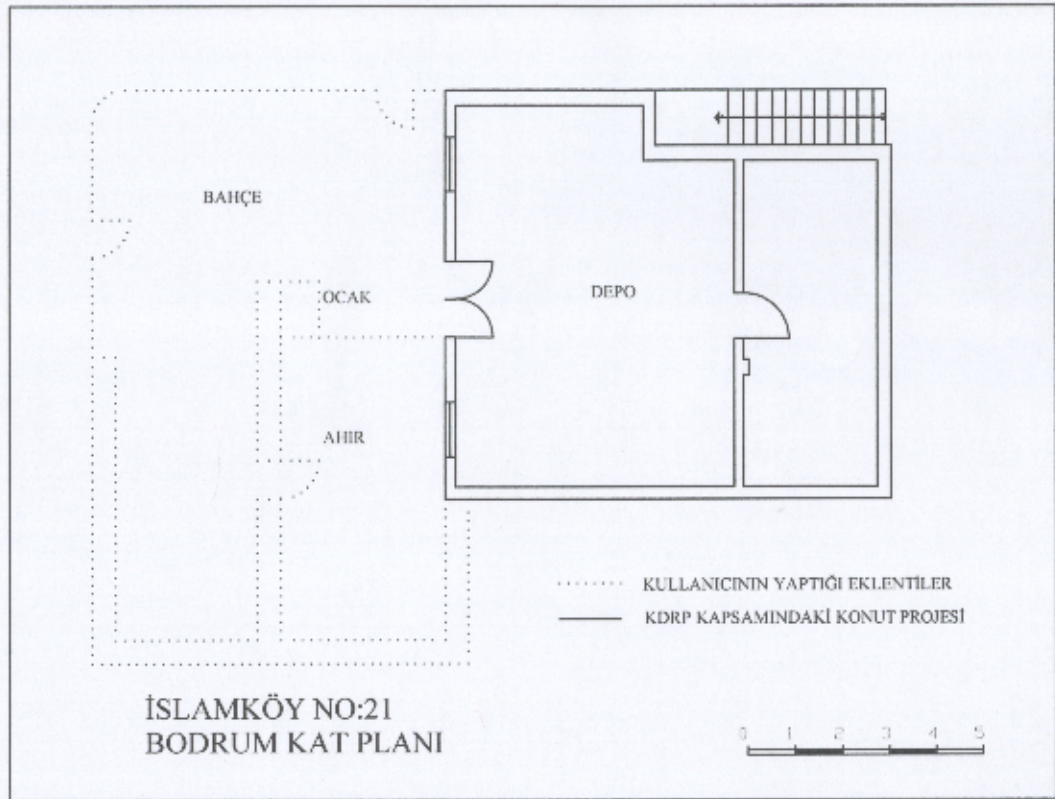 BAHÇE
OCAK
DEPO
AHIR
KULLANICININ YAPTIĞI EKLENTİLER
KDRP KAPSAMINDAKİ KONUT PROJESİ
İSLAMKÖY NO:21
BODRUM KAT PLANI
0 1 2 3 4 5